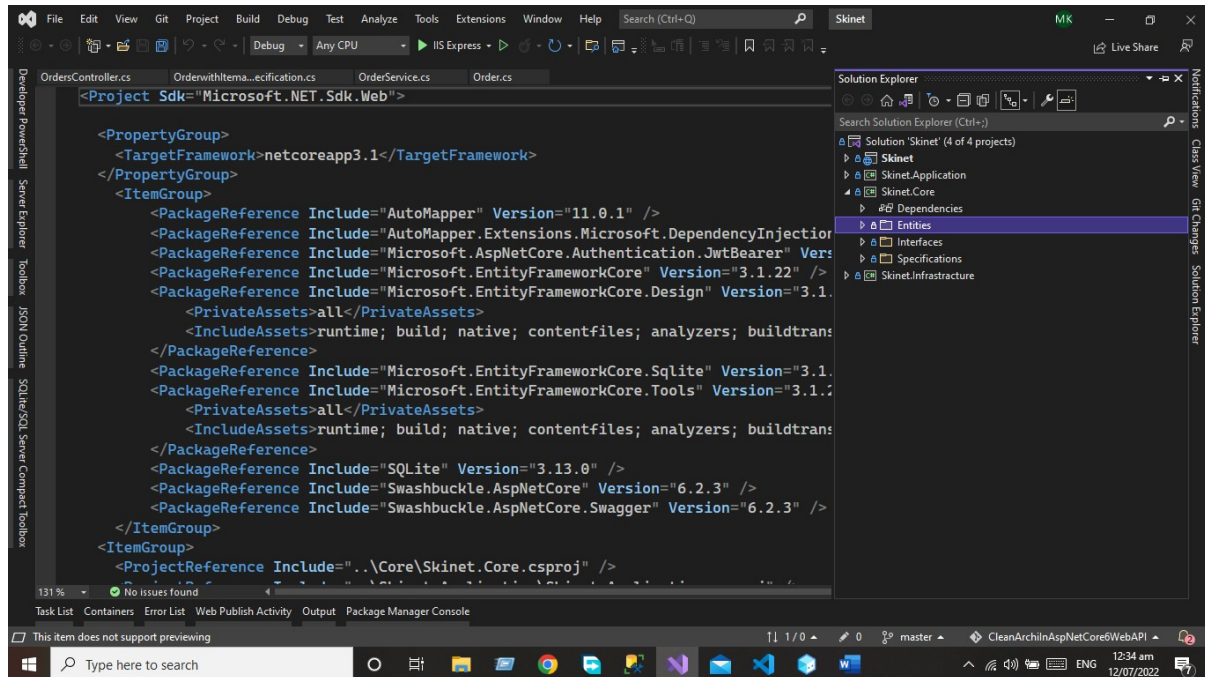 File Edit View Git Project Build Debug Test Analyze Tools Extensions Window Help Search (Ctrl+Q) Skinet MK
Debug Any CPU IIS Express Live Share
OrdersController.cs OrderwithItema...ecification.cs OrderService.cs Order.cs
<Project Sdk="Microsoft.NET.Sdk.Web">
<PropertyGroup>
<TargetFramework>netcoreapp3.1</TargetFramework>
</PropertyGroup>
<ItemGroup>
<PackageReference Include="AutoMapper" Version="11.0.1" />
<PackageReference Include="AutoMapper.Extensions.Microsoft.DependencyInjection
<PackageReference Include="Microsoft.AspNetCore.Authentication.JwtBearer" Vers
<PackageReference Include="Microsoft.EntityFrameworkCore" Version="3.1.22" />
<PackageReference Include="Microsoft.EntityFrameworkCore.Design" Version="3.1.
<PrivateAssets>all</PrivateAssets>
<IncludeAssets>runtime; build; native; contentfiles; analyzers; buildtrans
</PackageReference>
<PackageReference Include="Microsoft.EntityFrameworkCore.Sqlite" Version="3.1.
<PackageReference Include="Microsoft.EntityFrameworkCore.Tools" Version="3.1.2
<PrivateAssets>all</PrivateAssets>
<IncludeAssets>runtime; build; native; contentfiles; analyzers; buildtrans
</PackageReference>
<PackageReference Include="SQLite" Version="3.13.0" />
<PackageReference Include="Swashbuckle.AspNetCore" Version="6.2.3" />
<PackageReference Include="Swashbuckle.AspNetCore.Swagger" Version="6.2.3" />
</ItemGroup>
<ItemGroup>
<ProjectReference Include="..\Core\Skinet.Core.csproj" />
131 % No issues found
Solution Explorer
Search Solution Explorer (Ctrl+;)
Solution 'Skinet' (4 of 4 projects)
Skinet
Skinet.Application
Skinet.Core
Dependencies
Entities
Interfaces
Specifications
Skinet.Infrastructure
Developer PowerShell
Server Explorer
Toolbox
JSON Outline
SQLite/SQL Server Compact Toolbox
Notifications
Class View
Git Changes
Solution Explorer
Task List Containers Error List Web Publish Activity Output Package Manager Console
This item does not support previewing 1 / 0 0 master CleanArchiInAspNetCore6WebAPI 2
Type here to search ENG 12:34 am
12/07/2022 7